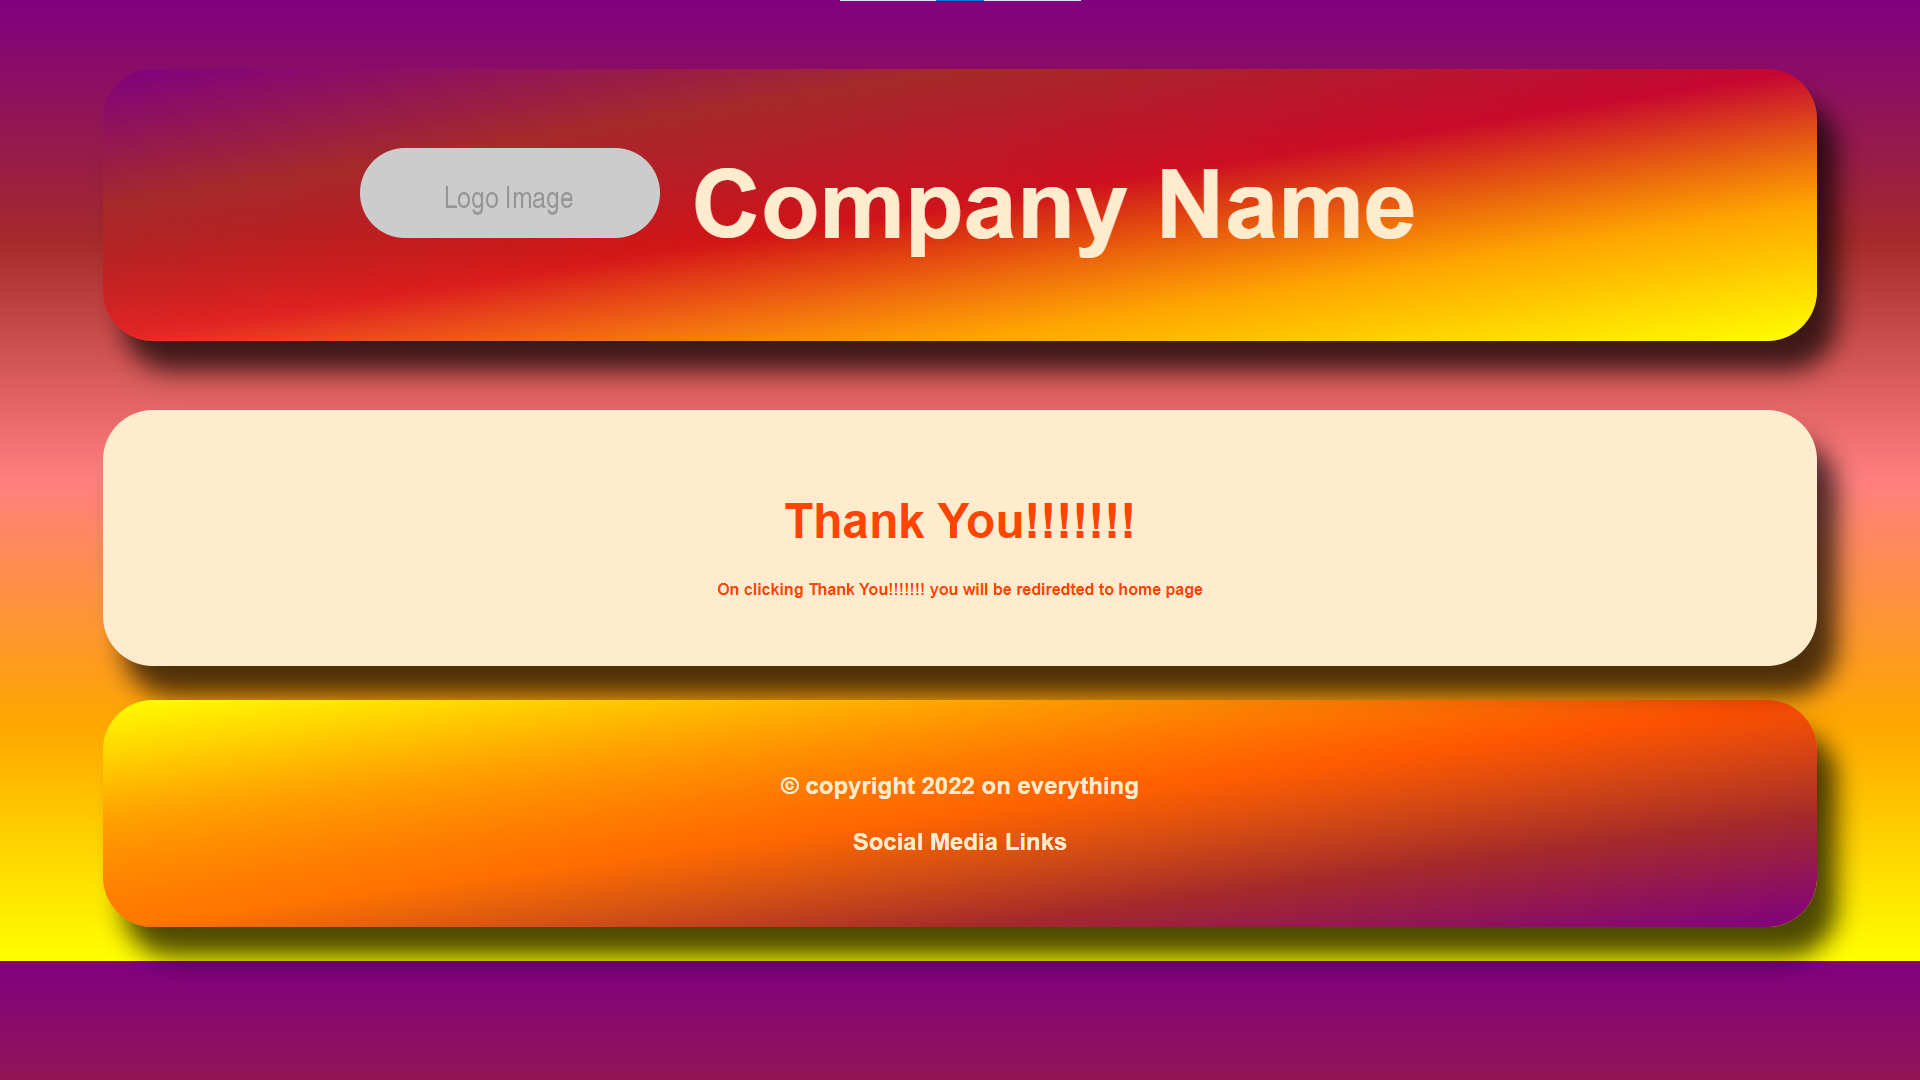 Logo Image
Company Name
Thank You!!!!!!!
On clicking Thank You!!!!!!! you will be rediredted to home page
© copyright 2022 on everything
Social Media Links